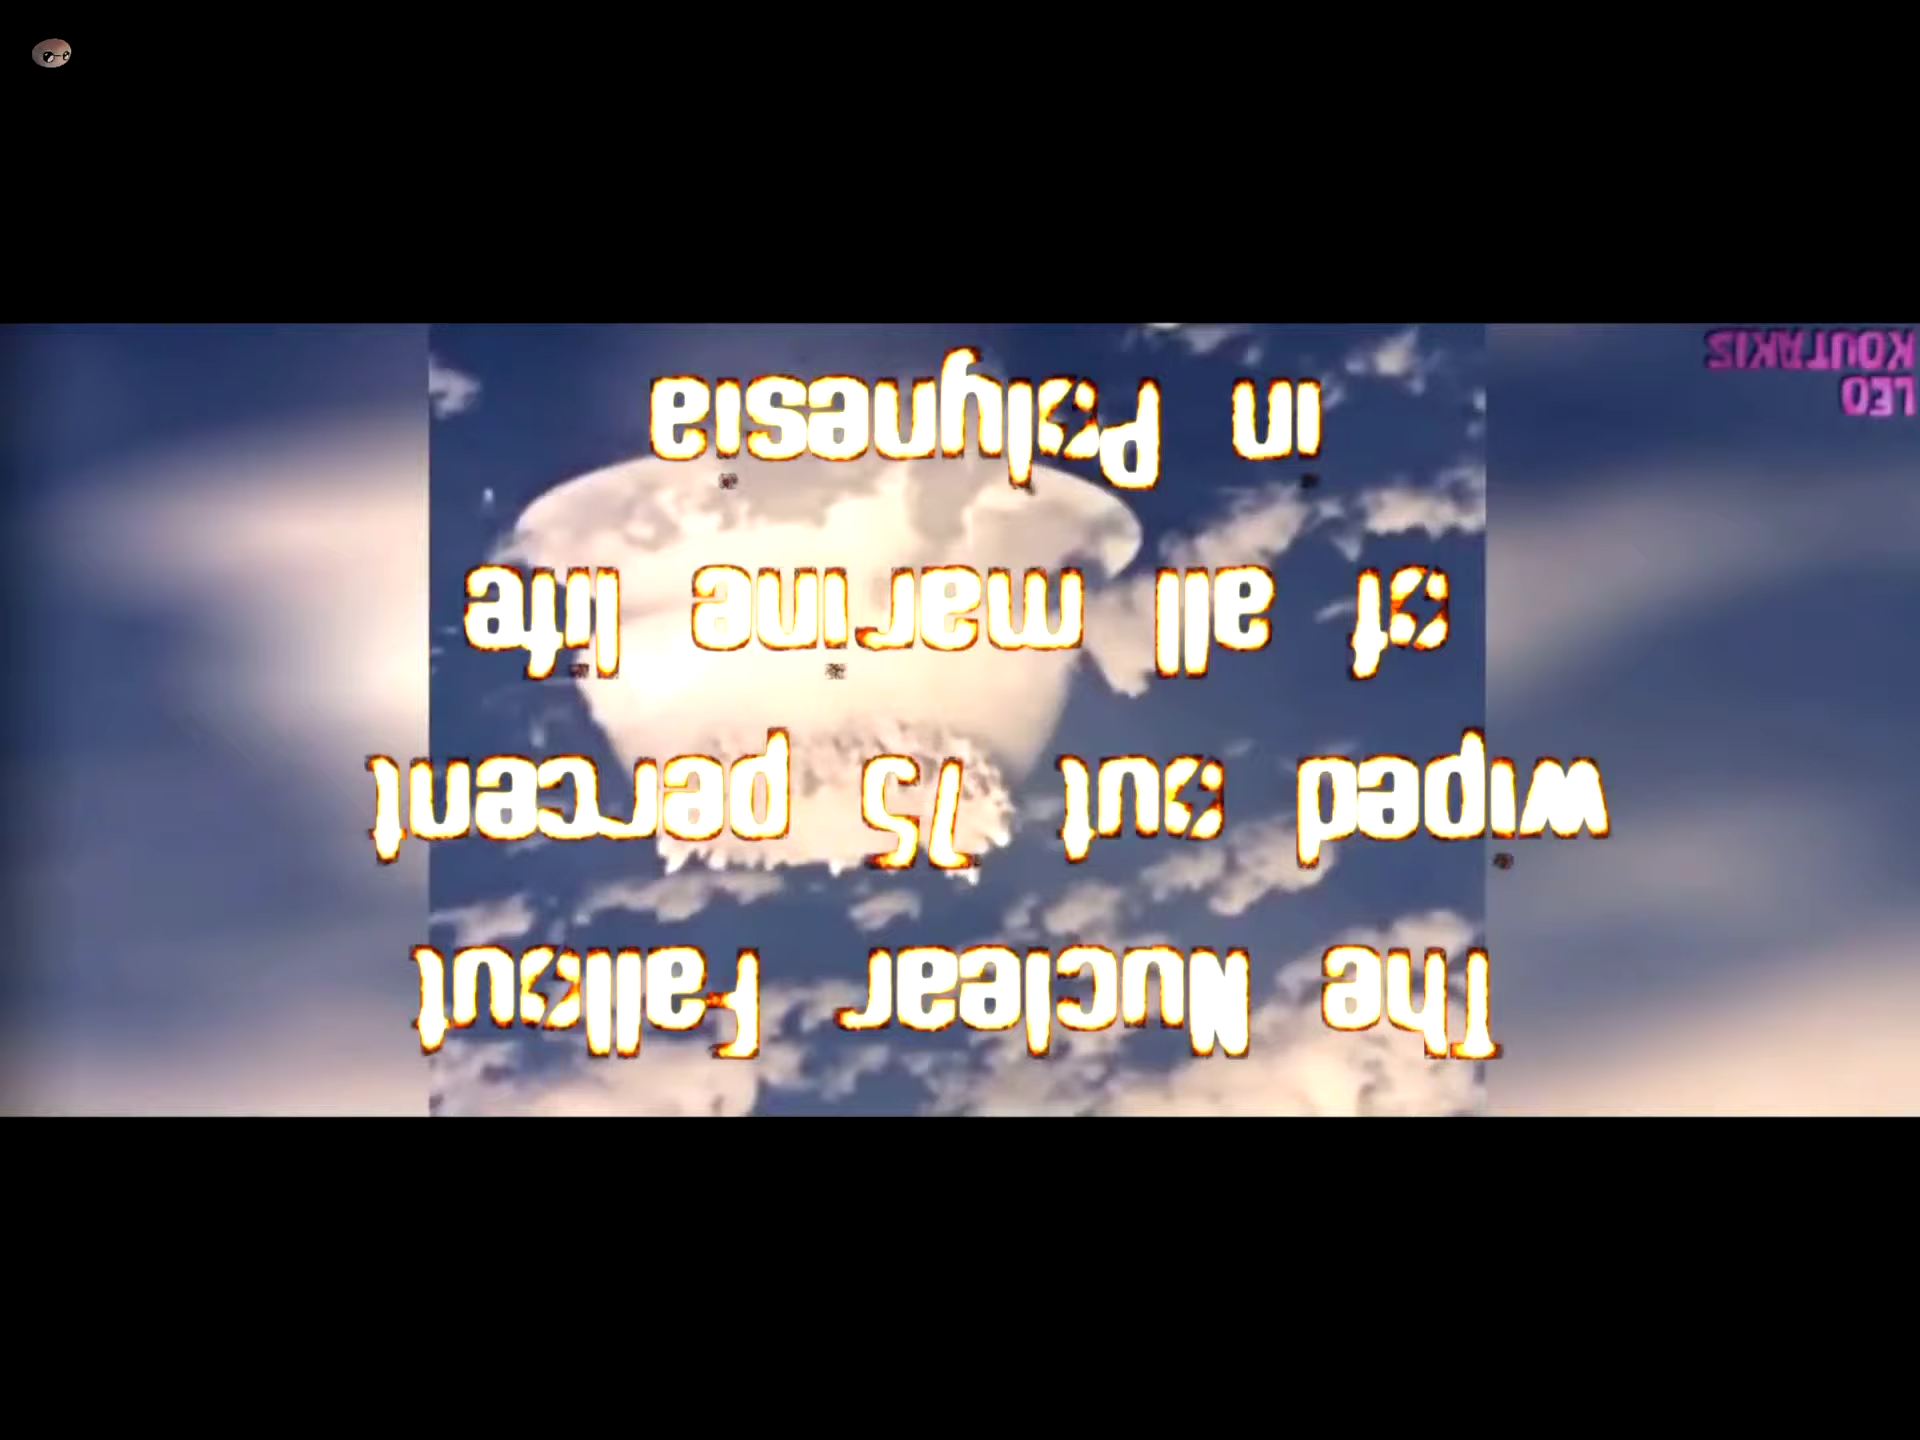 The Nuclear Fallout
wiped out 75 percent
of all marine life
in Polynesia
LEO
KOUTAKIS